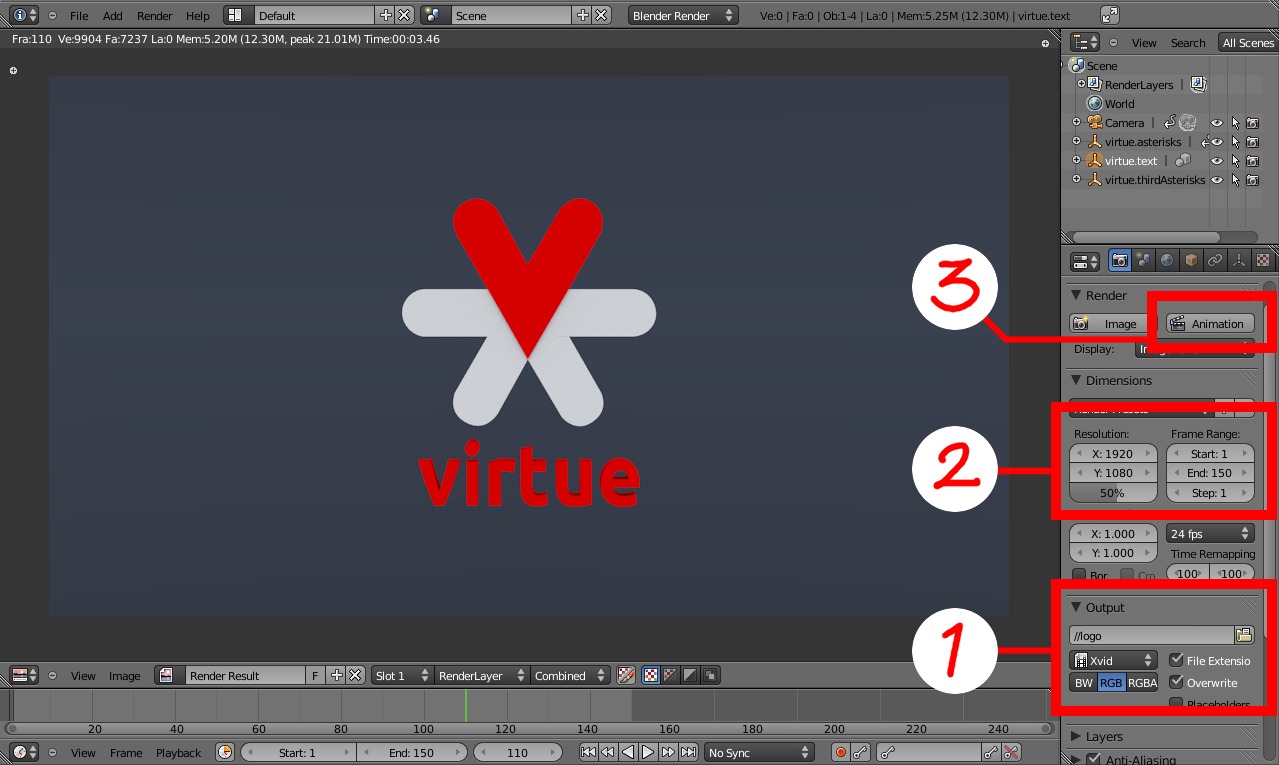 File Add Render Help Default Scene Blender Render Ve:0 | Fa:0 | Ob:1-4 | La:0 | Mem:5.25M (12.30M) | virtue.text
Fra:110 Ve:9904 Fa:7237 La:0 Mem:5.20M (12.30M, peak 21.01M) Time:00:03.46
View Search All Scenes
Scene
RenderLayers |
World
Camera |
virtue.asterisks |
virtue.text |
virtue.thirdAsterisks
virtue
3
Render
Image Animation
Display:
Dimensions
2
Resolution: Frame Range:
X: 1920 Start: 1
Y: 1080 End: 150
50% Step: 1
X: 1.000 24 fps
Y: 1.000 Time Remapping
Bor Crp 100 100
1
Output
//logo
Xvid File Extensio
BW RGB RGBA Overwrite
Placeholders
Layers
Anti-Aliasing
View Image Render Result F Slot 1 RenderLayer Combined
20 40 60 80 100 120 140 160 180 200 220 240
View Frame Playback Start: 1 End: 150 110 No Sync